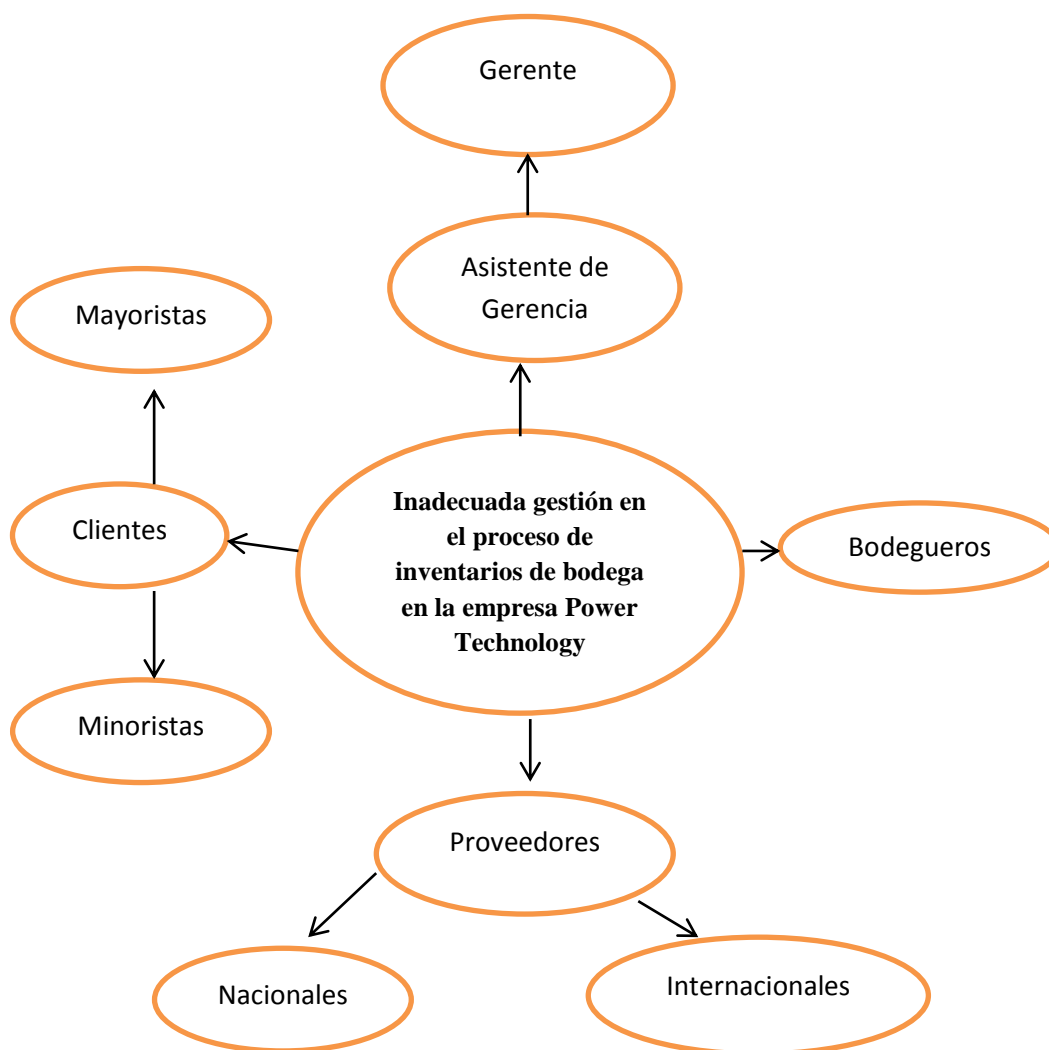 Gerente
Asistente de
Gerencia
Mayoristas
Clientes
Inadecuada gestión en
el proceso de
inventarios de bodega
en la empresa Power
Technology
Bodegueros
Minoristas
Proveedores
Nacionales
Internacionales